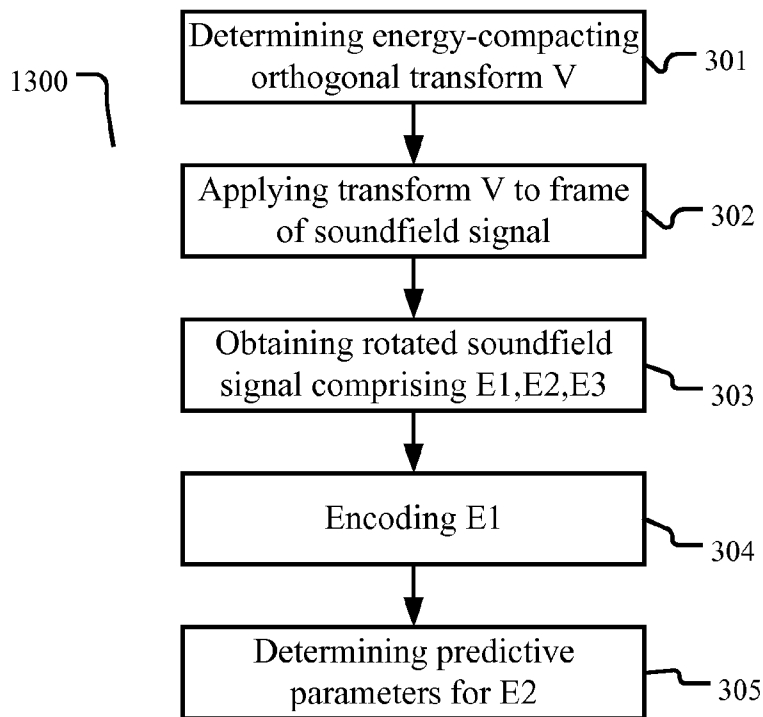 Determining energy-compacting
orthogonal transform V
301
1300
Applying transform V to frame
of soundfield signal
302
Obtaining rotated soundfield
signal comprising E1,E2,E3
303
Encoding E1
304
Determining predictive
parameters for E2
305